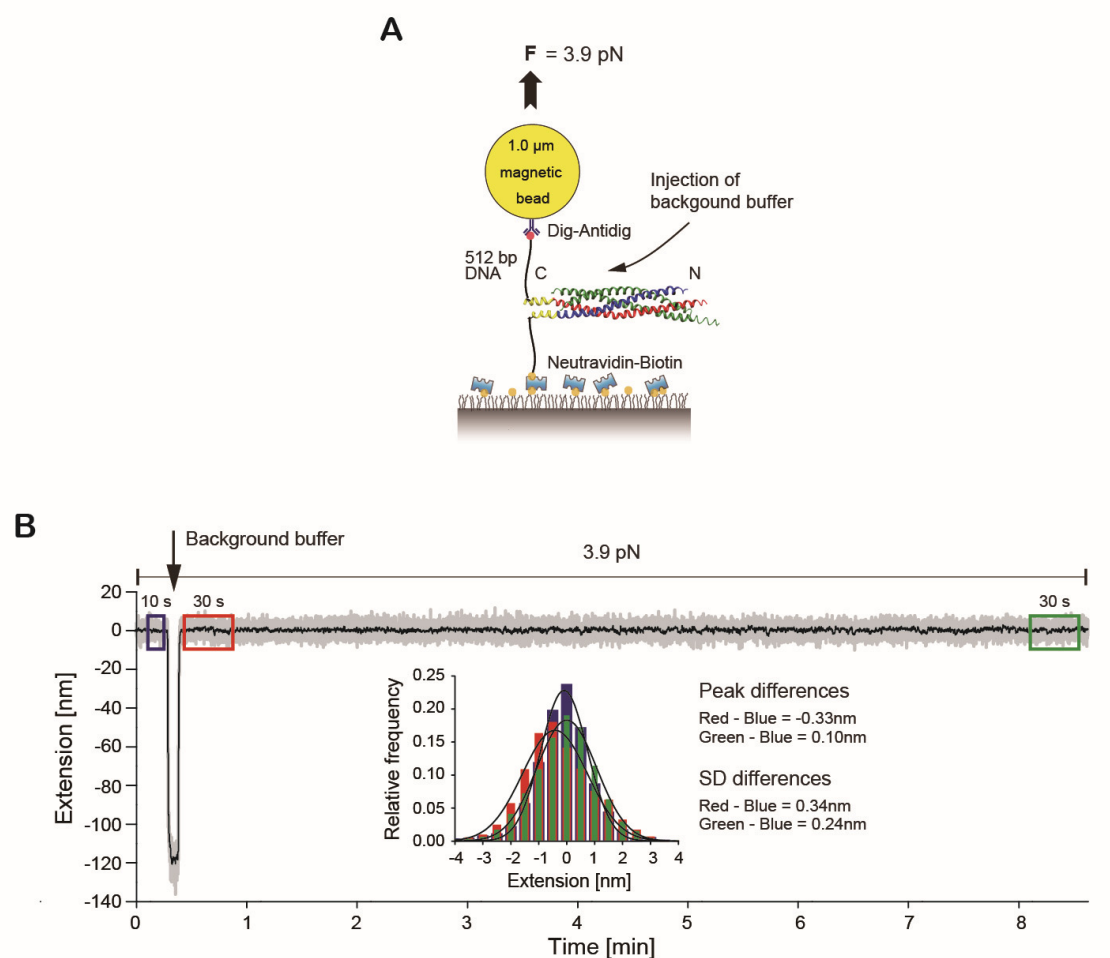 A
F = 3.9 pN
1.0 µm
magnetic
bead
Injection of
backgound buffer
Dig-Antidig
512 bp
DNA
C
N
Neutravidin-Biotin
B
Background buffer
3.9 pN
10 s
30 s
30 s
Extension [nm]
20
0
-20
-40
-60
-80
-100
-120
-140
0 1 2 3 4 5 6 7 8
Time [min]
Relative frequency
0.25
0.20
0.15
0.10
0.05
0.00
-4 -3 -2 -1 0 1 2 3 4
Extension [nm]
Peak differences
Red - Blue = -0.33nm
Green - Blue = 0.10nm
SD differences
Red - Blue = 0.34nm
Green - Blue = 0.24nm